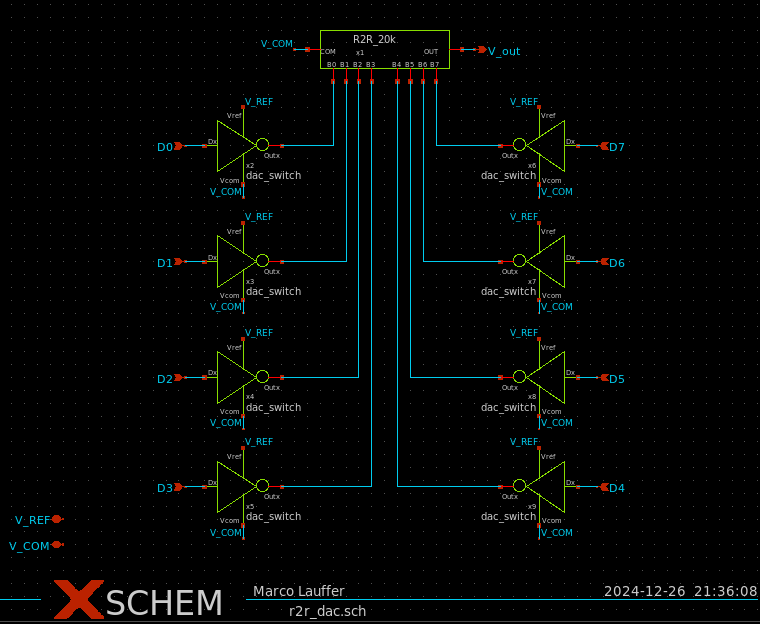 R2R_20k
V_COM
COM
x1
OUT
V_out
B0 B1 B2 B3 B4 B5 B6 B7
V_REF V_REF
Vref Vref
D0 Dx Outx Outx Dx D7
x2 x6
dac_switch dac_switch
Vcom Vcom
V_COM V_COM
V_REF V_REF
Vref Vref
D1 Dx Outx Outx Dx D6
x3 x7
dac_switch dac_switch
Vcom Vcom
V_COM V_COM
V_REF V_REF
Vref Vref
D2 Dx Outx Outx Dx D5
x4 x8
dac_switch dac_switch
Vcom Vcom
V_COM V_COM
V_REF V_REF
Vref Vref
D3 Dx Outx Outx Dx D4
x5 x9
dac_switch dac_switch
Vcom Vcom
V_COM V_COM
V_REF
V_COM
XSCHEM
Marco Lauffer
2024-12-26 21:36:08
r2r_dac.sch